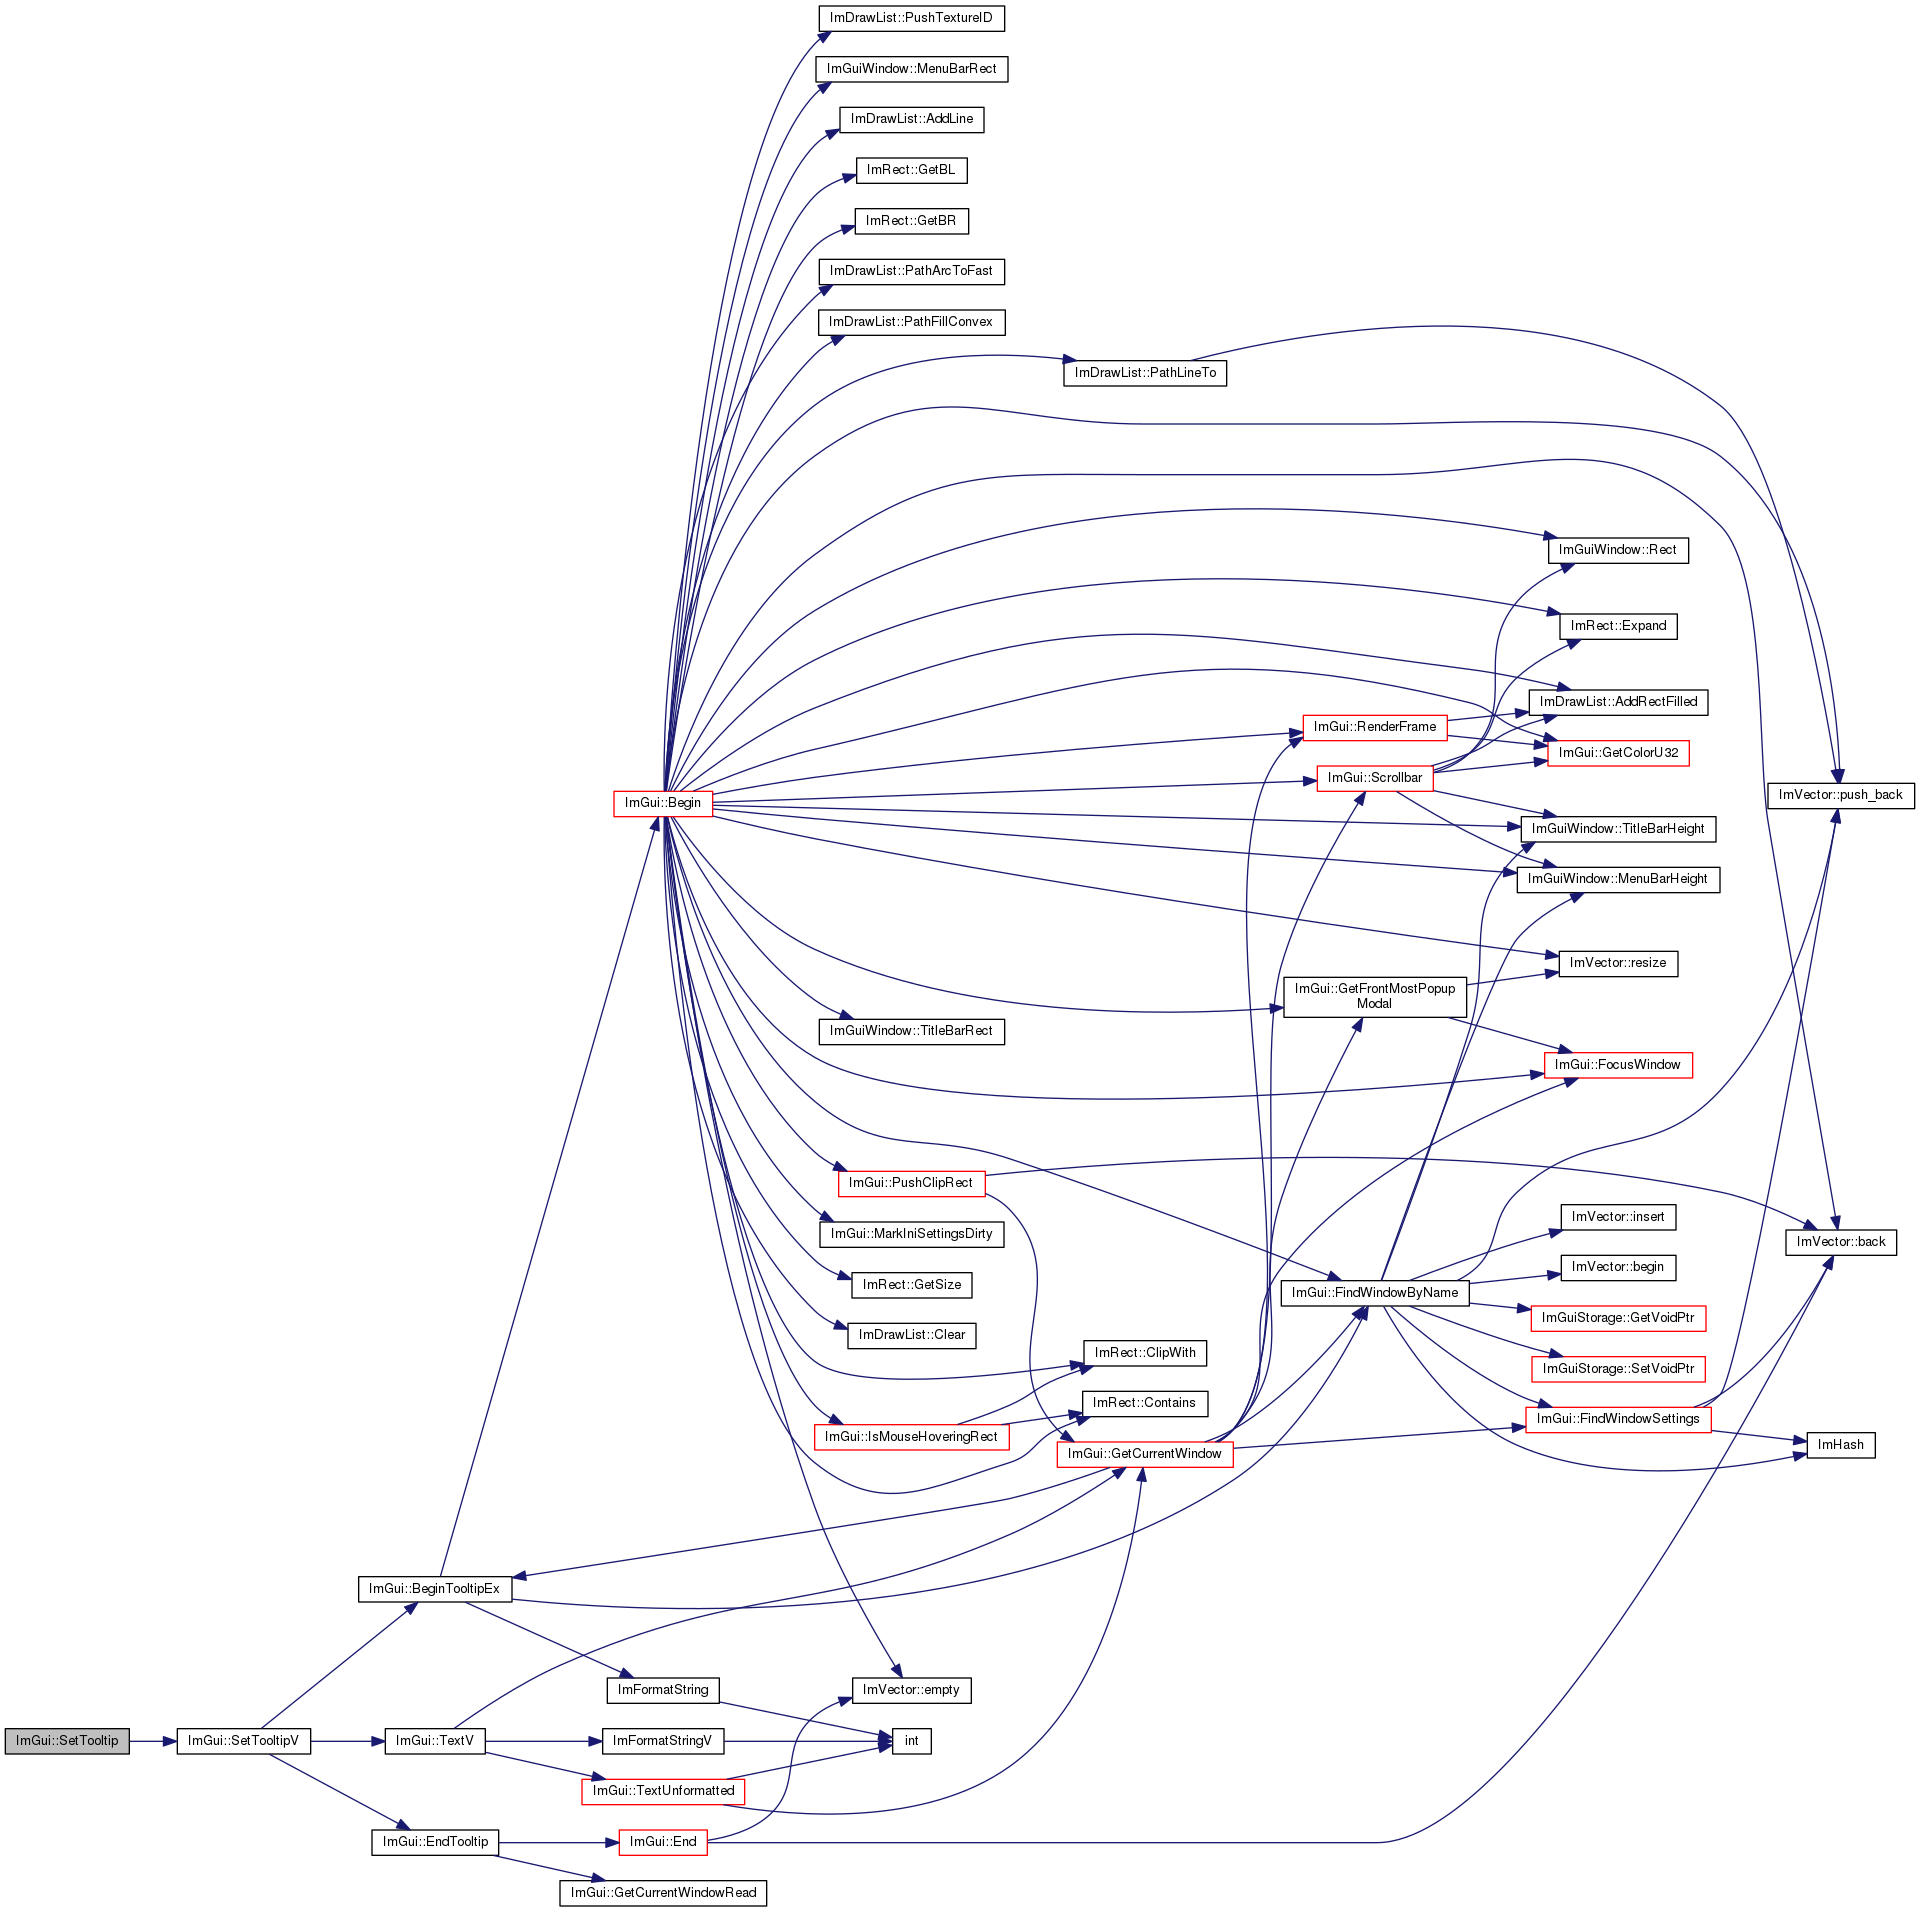 ImDrawList::PushTextureID
ImGuiWindow::MenuBarRect
ImDrawList::AddLine
ImRect::GetBL
ImRect::GetBR
ImDrawList::PathArcToFast
ImDrawList::PathFillConvex
ImDrawList::PathLineTo
ImGuiWindow::Rect
ImRect::Expand
ImDrawList::AddRectFilled
ImGui::RenderFrame
ImGui::GetColorU32
ImGui::Scrollbar
ImVector::push_back
ImGui::Begin
ImGuiWindow::TitleBarHeight
ImGuiWindow::MenuBarHeight
ImVector::resize
ImGui::GetFrontMostPopup
Modal
ImGuiWindow::TitleBarRect
ImGui::FocusWindow
ImGui::PushClipRect
ImVector::insert
ImGui::MarkIniSettingsDirty
ImVector::back
ImVector::begin
ImRect::GetSize
ImGui::FindWindowByName
ImGuiStorage::GetVoidPtr
ImDrawList::Clear
ImRect::ClipWith
ImGuiStorage::SetVoidPtr
ImRect::Contains
ImGui::FindWindowSettings
ImGui::IsMouseHoveringRect
ImHash
ImGui::GetCurrentWindow
ImGui::BeginTooltipEx
ImFormatString
ImVector::empty
ImGui::SetTooltip
ImGui::SetTooltipV
ImGui::TextV
ImFormatStringV
int
ImGui::TextUnformatted
ImGui::EndTooltip
ImGui::End
ImGui::GetCurrentWindowRead